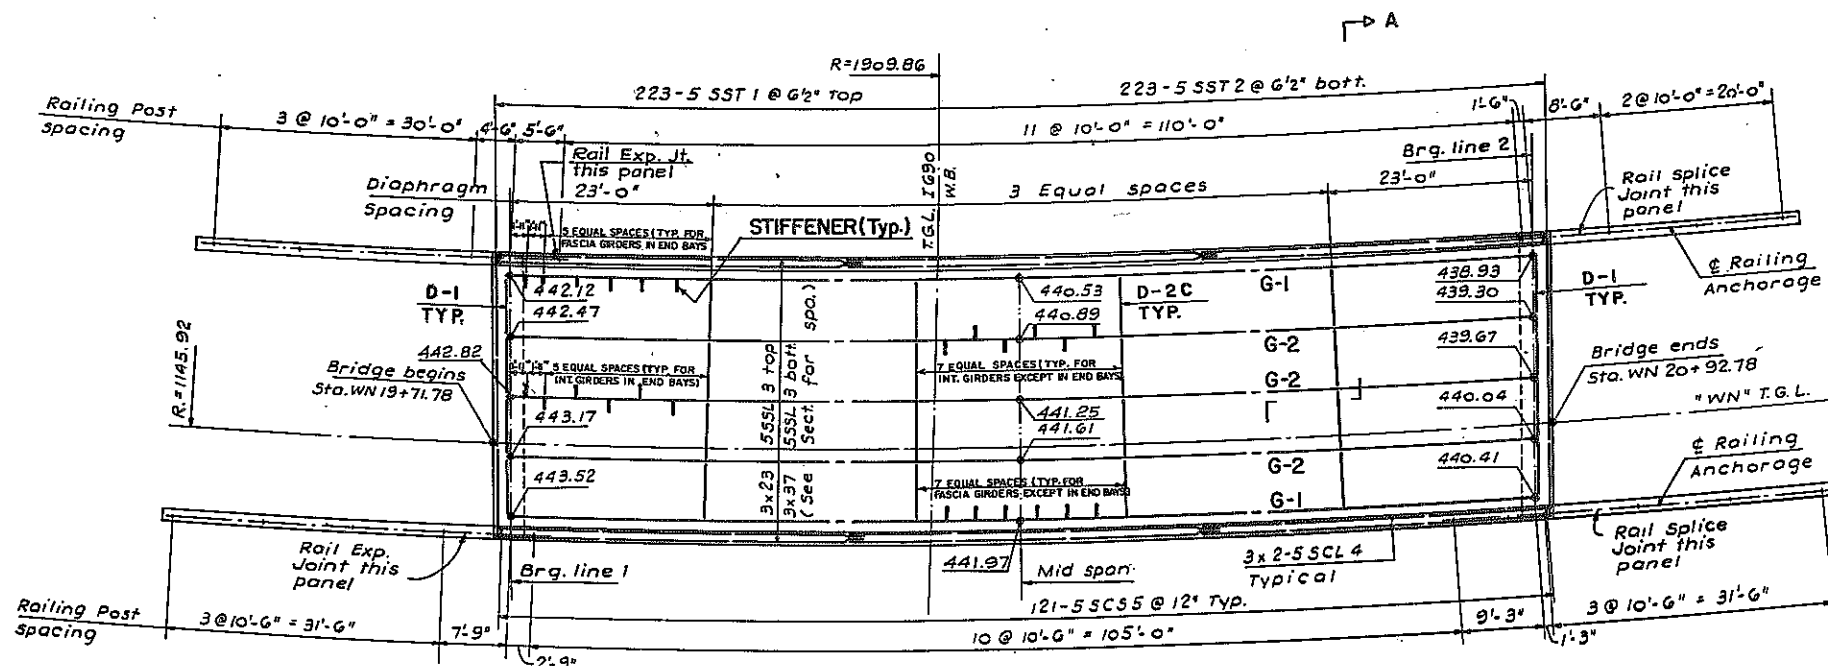 A
R=1909.86
223-5 SST 1 @ 6½" top
223-5 SST 2 @ 6½" bott.
Railing Post
spacing
3 @ 10'-0" = 30'-0"
4'-6"
5'-6"
11 @ 10'-0" = 110'-0"
1'-6"
8'-6"
2 @ 10'-0" = 20'-0"
Rail Exp. Jt.
this panel
T.G.L. I690
W.B.
Brg. line 2
Rail splice
Joint this
panel
Diaphragm
Spacing
23'-0"
3 Equal spaces
23'-0"
5 EQUAL SPACES (TYP. FOR
FASCIA GIRDERS IN END BAYS)
STIFFENER (Typ.)
D-1
TYP.
442.12
442.47
440.53
440.89
D-2C
TYP.
G-1
438.93
439.30
D-1
TYP.
₵ Railing
Anchorage
R.=1145.92
442.82
Bridge begins
Sta. WN 19+71.78
5 EQUAL SPACES (TYP. FOR
INT. GIRDERS IN END BAYS)
3x23 5SSL 3 top
3x37 5SSL 3 bott.
(See Sect. for spa.)
7 EQUAL SPACES (TYP. FOR
INT. GIRDERS EXCEPT IN END BAYS)
G-2
439.67
G-2
Bridge ends
Sta. WN 20+92.78
"WN" T.G.L.
443.17
441.25
441.61
440.04
443.52
7 EQUAL SPACES (TYP. FOR
FASCIA GIRDERS EXCEPT IN END BAYS)
G-2
G-1
440.41
₵ Railing
Anchorage
Rail Exp.
Joint this
panel
Brg. line 1
441.97
Mid span
3 x 2-5 SCL 4
Typical
Rail Splice
Joint this
panel
121-5 SCS5 @ 12" Typ.
Railing Post
spacing
3 @ 10'-6" = 31'-6"
7'-9"
2'-9"
10 @ 10'-6" = 105'-0"
9'-3"
1'-3"
3 @ 10'-6" = 31'-6"